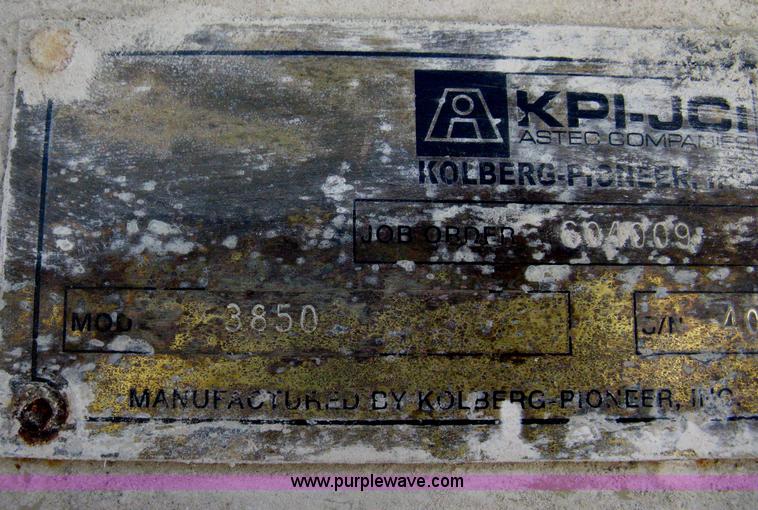 KPI-JCI
ASTEC COMPANIES
KOLBERG-PIONEER,
JOB ORDER 604009
MOD 3850
S/N 40
MANUFACTURED BY KOLBERG-PIONEER, INC.
www.purplewave.com